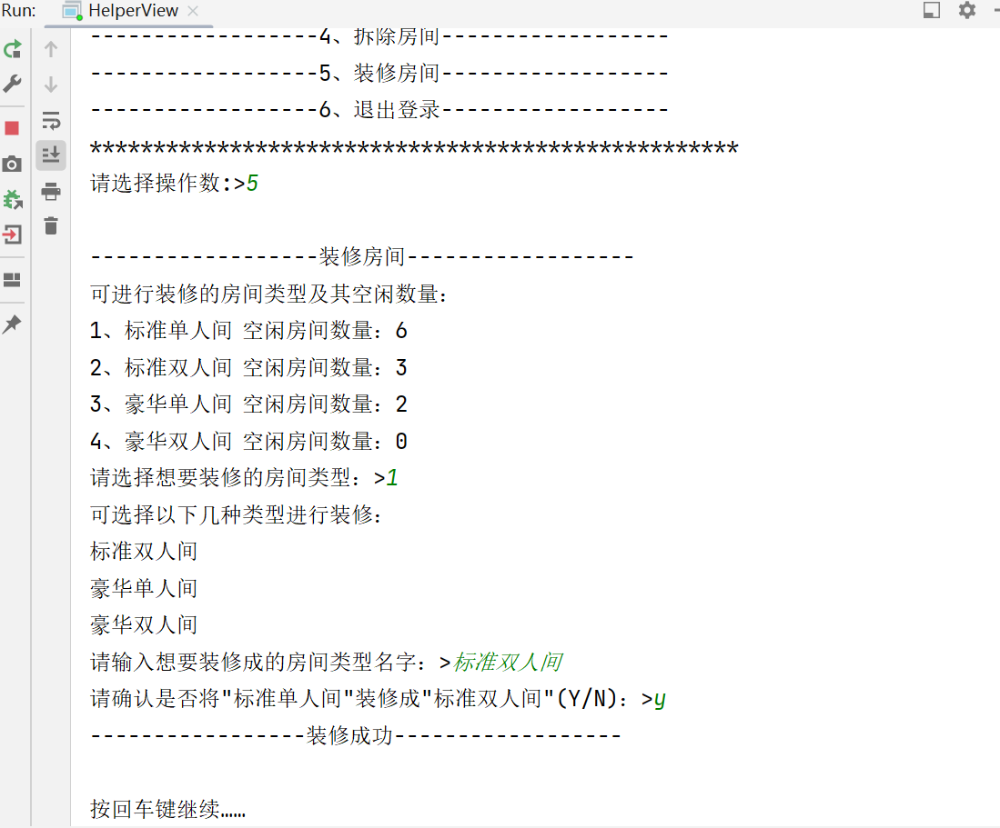 Run: HelperView
------------------4、拆除房间------------------
------------------5、装修房间------------------
------------------6、退出登录------------------
***************************************************
请选择操作数:>5
------------------装修房间------------------
可进行装修的房间类型及其空闲数量：
1、标准单人间 空闲房间数量：6
2、标准双人间 空闲房间数量：3
3、豪华单人间 空闲房间数量：2
4、豪华双人间 空闲房间数量：0
请选择想要装修的房间类型：>1
可选择以下几种类型进行装修：
标准双人间
豪华单人间
豪华双人间
请输入想要装修成的房间类型名字：>标准双人间
请确认是否将"标准单人间"装修成"标准双人间"(Y/N)：>y
-----------------装修成功------------------
按回车键继续……